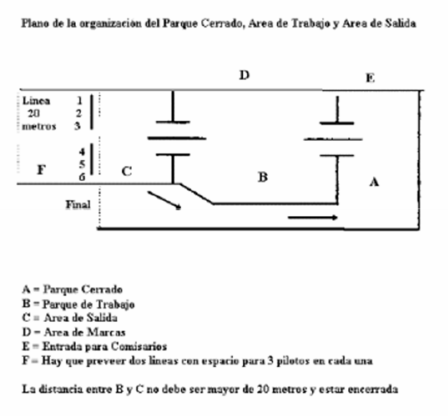 Plano de la organizacion del Parque Cerrado, Area de Trabajo y Area de Salida
D
E
Linea 1
20 2
metros 3
4
5
6
F
C
B
A
Final
A = Parque Cerrado
B = Parque de Trabajo
C = Area de Salida
D = Area de Marcas
E = Entrada para Comisarios
F = Hay que preveer dos lineas con espacio para 3 pilotos en cada una
La distancia entre B y C no debe ser mayor de 20 metros y estar encerrada